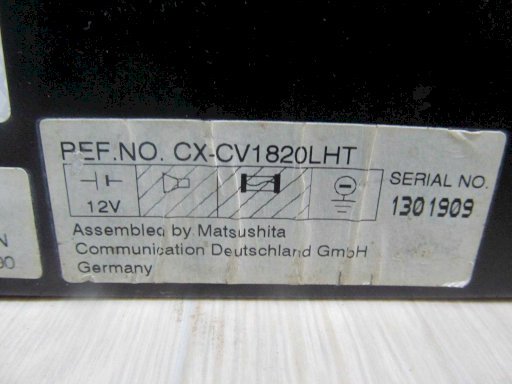 REF.NO. CX-CV1820LHT
12V
SERIAL NO.
1301909
Assembled by Matsushita
Communication Deutschland GmbH
Germany